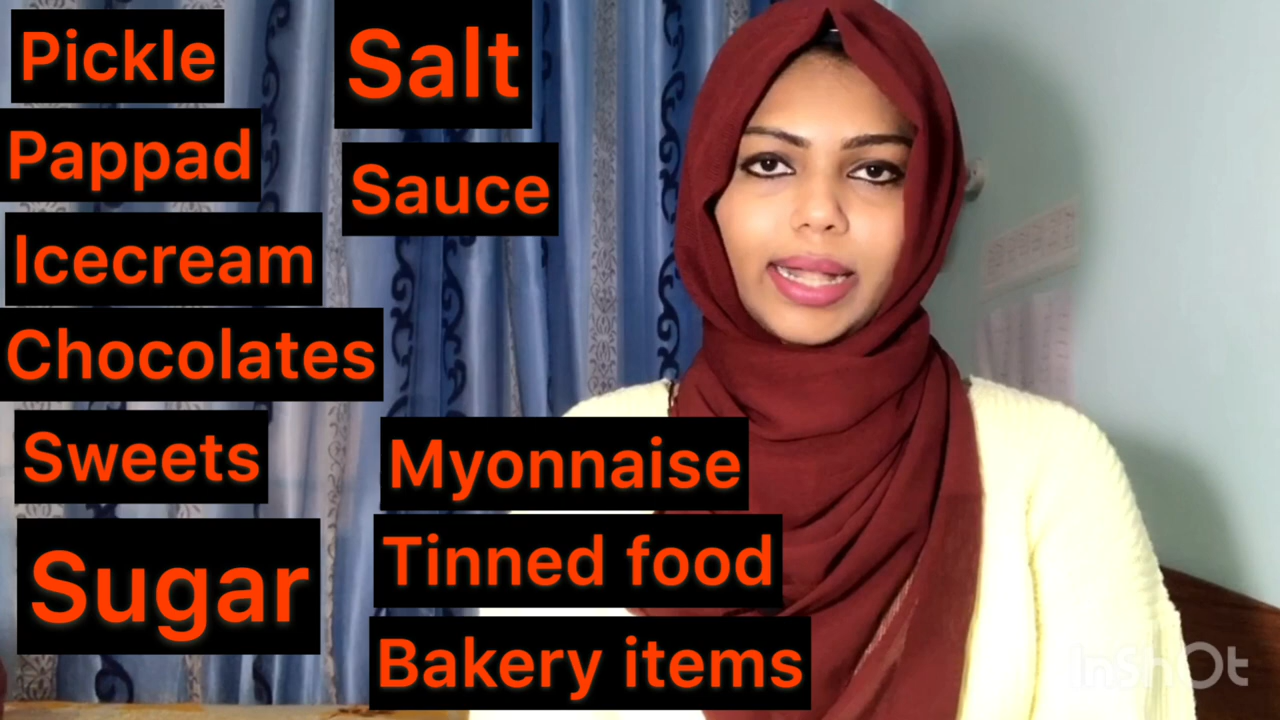 Pickle
Pappad
Icecream
Chocolates
Sweets
Sugar
Salt
Sauce
Myonnaise
Tinned food
Bakery items
InShOt